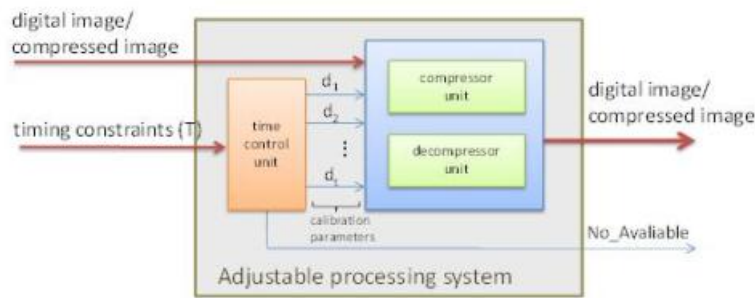 digital image/
compressed image
timing constraints (T)
time
control
unit
d1
d2
⋮
dt
calibration
parameters
compressor
unit
decompressor
unit
digital image/
compressed image
No_Avaliable
Adjustable processing system